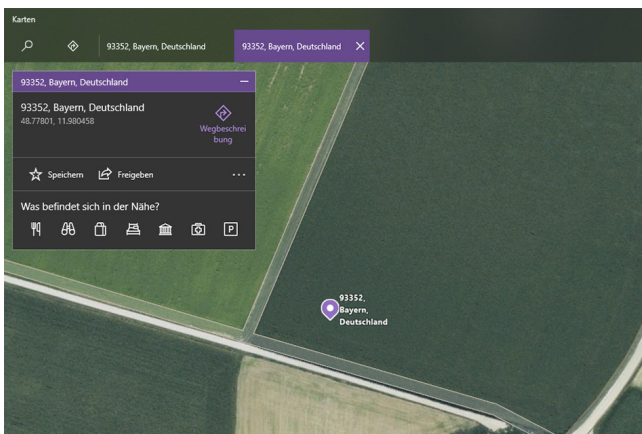 Karten
93352, Bayern, Deutschland
93352, Bayern, Deutschland
93352, Bayern, Deutschland
93352, Bayern, Deutschland
48.77801, 11.980458
Wegbeschrei
bung
Speichern
Freigeben
...
Was befindet sich in der Nähe?
P
93352,
Bayern,
Deutschland